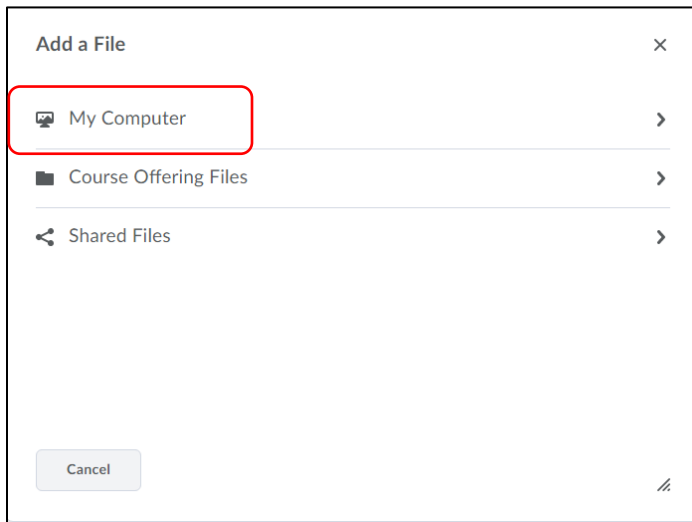 Add a File
My Computer
Course Offering Files
Shared Files
Cancel